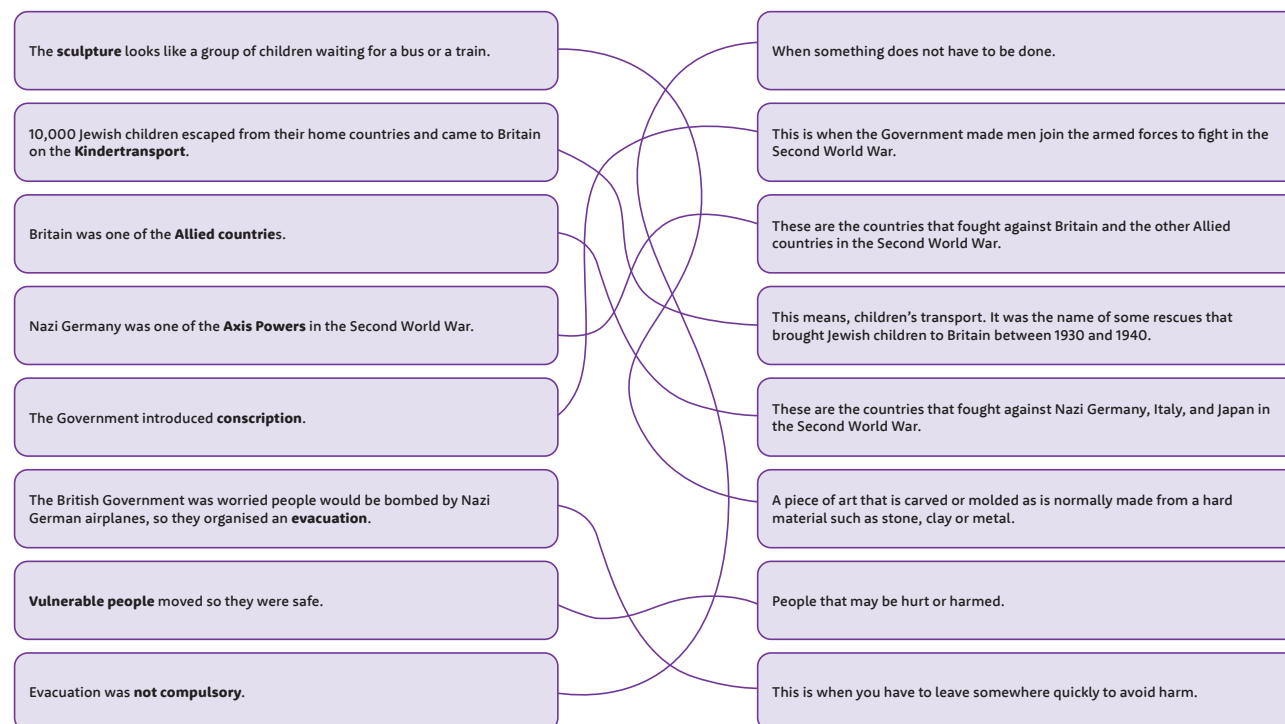 The sculpture looks like a group of children waiting for a bus or a train.
10,000 Jewish children escaped from their home countries and came to Britain
on the Kindertransport.
Britain was one of the Allied countries.
Nazi Germany was one of the Axis Powers in the Second World War.
The Government introduced conscription.
The British Government was worried people would be bombed by Nazi
German airplanes, so they organised an evacuation.
Vulnerable people moved so they were safe.
Evacuation was not compulsory.
When something does not have to be done.
This is when the Government made men join the armed forces to fight in the
Second World War.
These are the countries that fought against Britain and the other Allied
countries in the Second World War.
This means, children’s transport. It was the name of some rescues that
brought Jewish children to Britain between 1930 and 1940.
These are the countries that fought against Nazi Germany, Italy, and Japan in
the Second World War.
A piece of art that is carved or molded as is normally made from a hard
material such as stone, clay or metal.
People that may be hurt or harmed.
This is when you have to leave somewhere quickly to avoid harm.